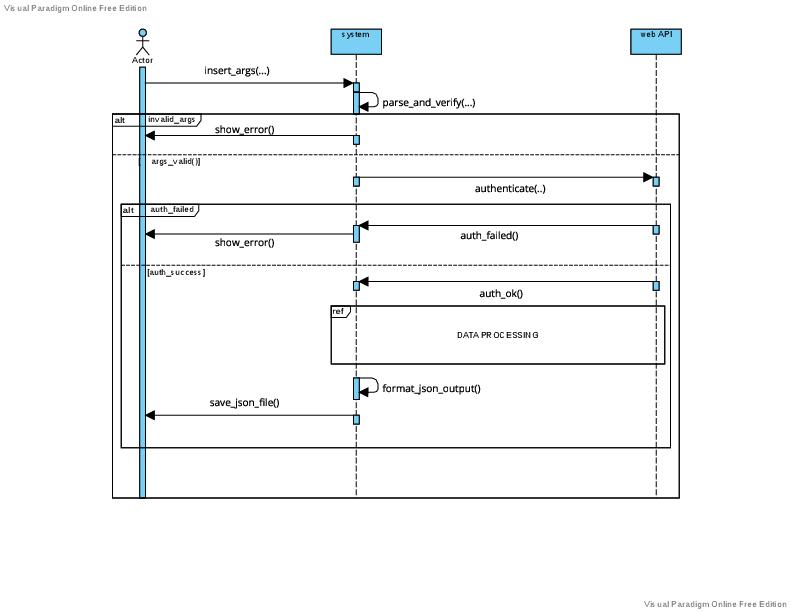 Visual Paradigm Online Free Edition
system
web API
Actor
insert_args(...)
parse_and_verify(...)
alt
invalid_args
show_error()
[ args_valid()]
authenticate(..)
alt
auth_failed
auth_failed()
show_error()
[auth_success]
auth_ok()
ref
DATA PROCESSING
format_json_output()
save_json_file()
Visual Paradigm Online Free Edition